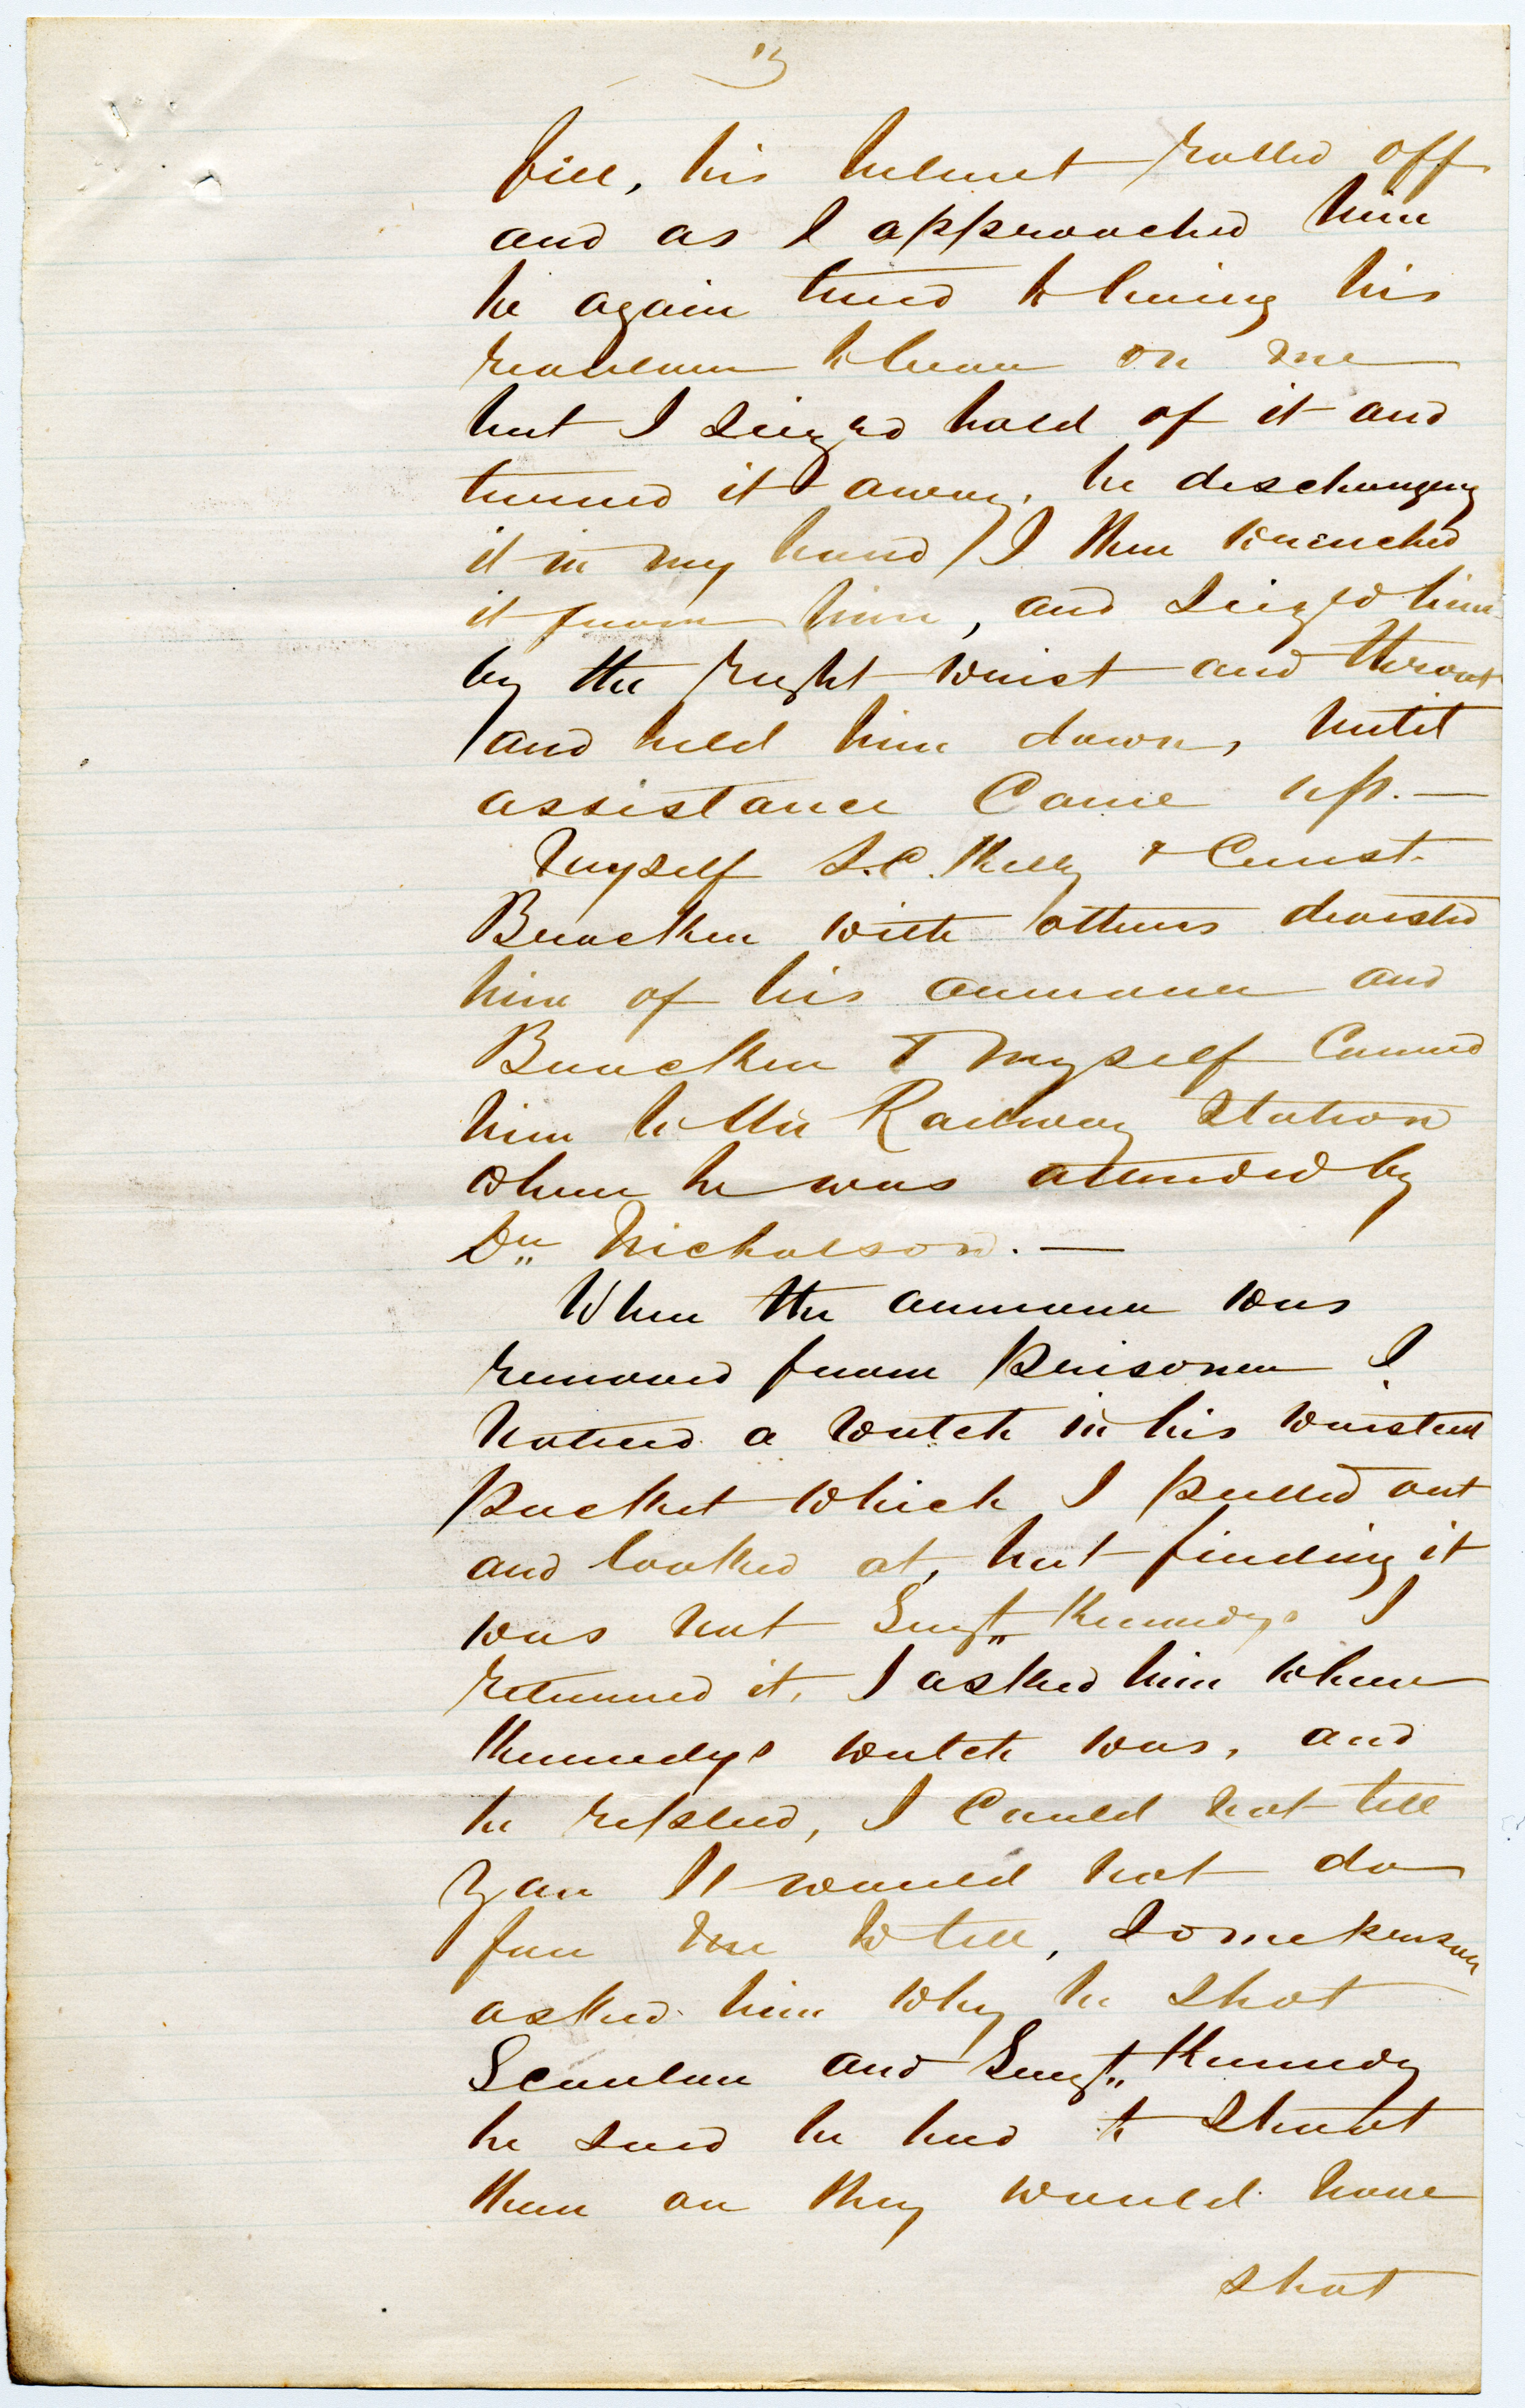 3
fell, his helmet rolled off
and as I approached him
he again tried to bring his
revolver to bear on me
but I seized hold of it and
turned it away, he discharging
it in my hand / I then wrenched
it from him, and seized him
by the right wrist and throat
and held him down, until
assistance came up. —
Myself S.C. Kelly & Const.
Bracken with others divested
him of his armour and
Bracken & myself carried
him to the Railway Station
where he was attended by
Dr Nicholson. —
When the armour was
removed from prisoner I
noticed a watch in his waistcoat
pocket which I pulled out
and looked at, but finding it
was not Sergt Kennedys I
returned it, I asked him where
Kennedys watch was, and
he replied, I could not tell
you It would not do
for me to tell, some person
asked him why he shot
Scanlan and Sergt Kennedy
he said he had to shoot
them or they would have
shot